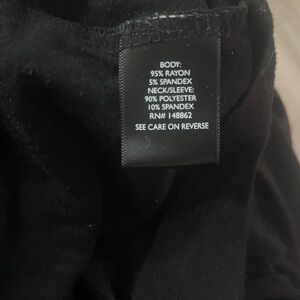 BODY:
95% RAYON
5% SPANDEX
NECK/SLEEVE:
90% POLYESTER
10% SPANDEX
RN# 148862
SEE CARE ON REVERSE